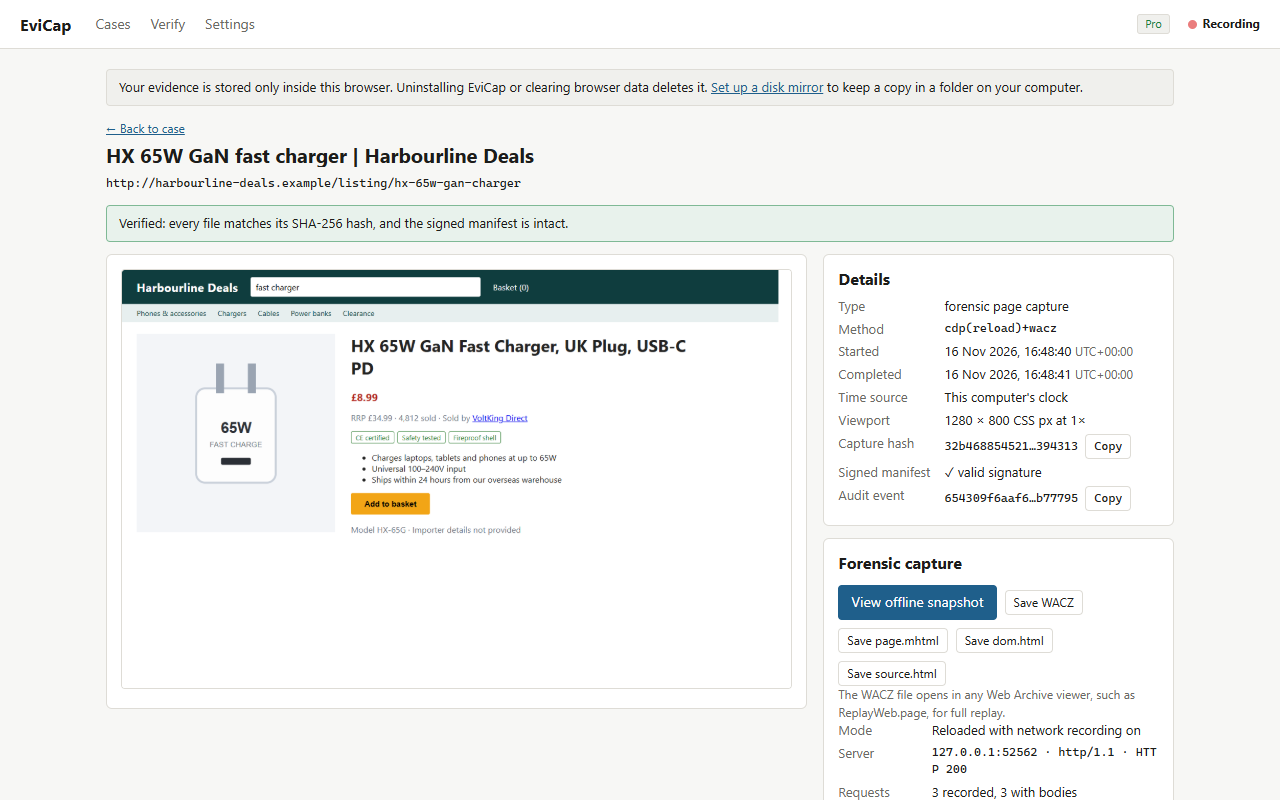 EviCap Cases Verify Settings Pro Recording
Your evidence is stored only inside this browser. Uninstalling EviCap or clearing browser data deletes it. Set up a disk mirror to keep a copy in a folder on your computer.
← Back to case
HX 65W GaN fast charger | Harbourline Deals
http://harbourline-deals.example/listing/hx-65w-gan-charger
Verified: every file matches its SHA-256 hash, and the signed manifest is intact.
Harbourline Deals fast charger Basket (0)
Phones & accessories Chargers Cables Power banks Clearance
65W
FAST CHARGE
HX 65W GaN Fast Charger, UK Plug, USB-C
PD
£8.99
RRP £34.99 · 4,812 sold · Sold by VoltKing Direct
CE certified Safety tested Fireproof shell
• Charges laptops, tablets and phones at up to 65W
• Universal 100–240V input
• Ships within 24 hours from our overseas warehouse
Add to basket
Model HX-65G · Importer details not provided
Details
Type forensic page capture
Method cdp(reload)+wacz
Started 16 Nov 2026, 16:48:40 UTC+00:00
Completed 16 Nov 2026, 16:48:41 UTC+00:00
Time source This computer's clock
Viewport 1280 × 800 CSS px at 1×
Capture hash 32b468854521…394313 Copy
Signed manifest ✓ valid signature
Audit event 654309f6aaf6…b77795 Copy
Forensic capture
View offline snapshot Save WACZ
Save page.mhtml Save dom.html
Save source.html
The WACZ file opens in any Web Archive viewer, such as
ReplayWeb.page, for full replay.
Mode Reloaded with network recording on
Server 127.0.0.1:52562 · http/1.1 · HTT
P 200
Requests 3 recorded, 3 with bodies